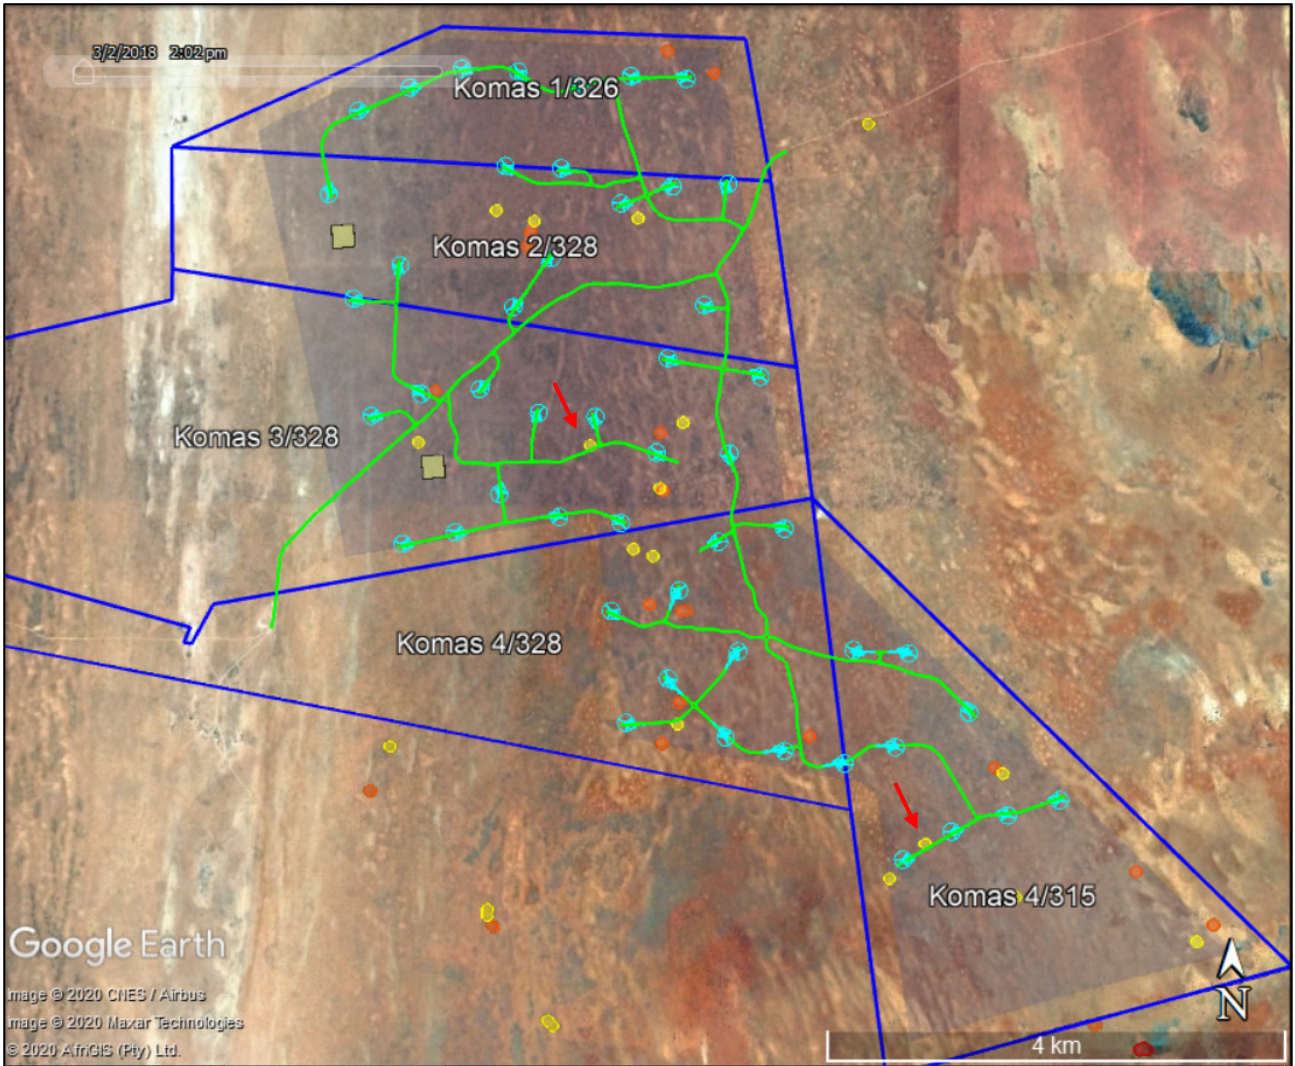 3/2/2018 2:02 pm
Komas 1/326
Komas 2/328
Komas 3/328
Komas 4/328
Komas 4/315
Google Earth
Image © 2020 CNES / Airbus
Image © 2020 Maxar Technologies
© 2020 AfriGIS (Pty) Ltd.
N
4 km